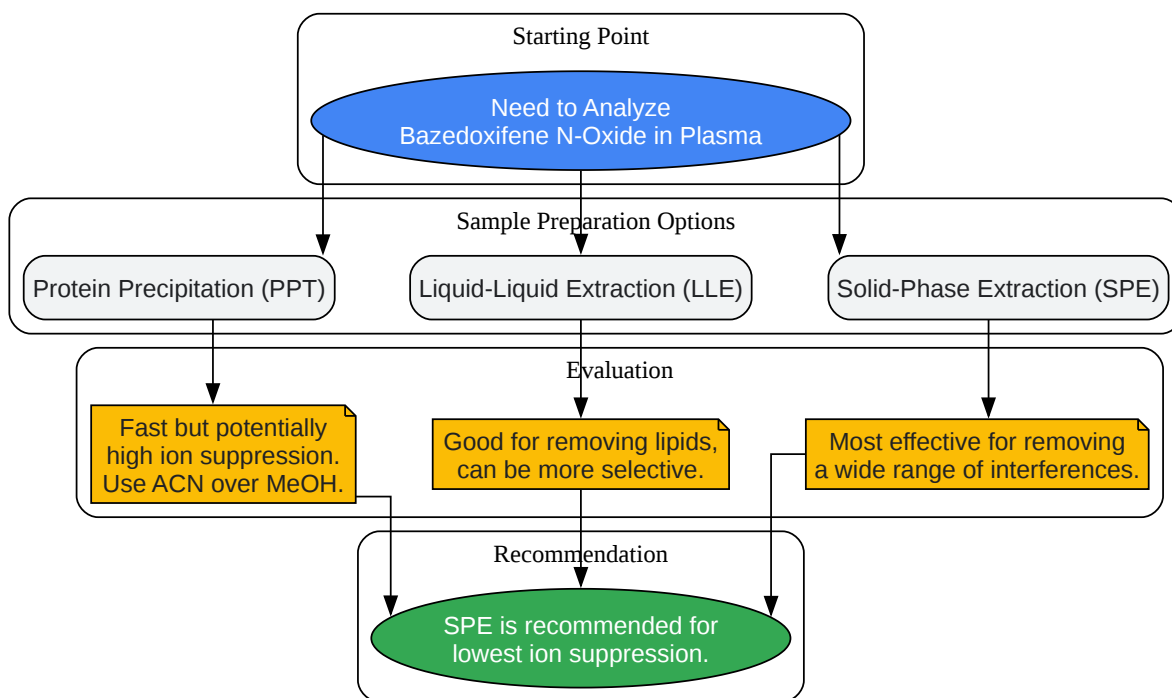 Starting Point
Need to Analyze
Bazedoxifene N-Oxide in Plasma
Sample Preparation Options
Protein Precipitation (PPT)
Liquid-Liquid Extraction (LLE)
Solid-Phase Extraction (SPE)
Evaluation
Fast but potentially
high ion suppression.
Use ACN over MeOH.
Good for removing lipids,
can be more selective.
Most effective for removing
a wide range of interferences.
Recommendation
SPE is recommended for
lowest ion suppression.